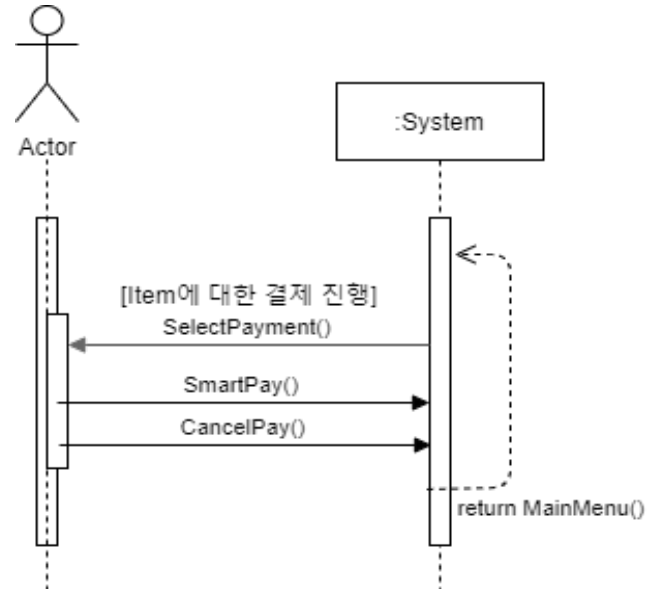 Actor
:System
[Item에 대한 결제 진행]
SelectPayment()
SmartPay()
CancelPay()
return MainMenu()